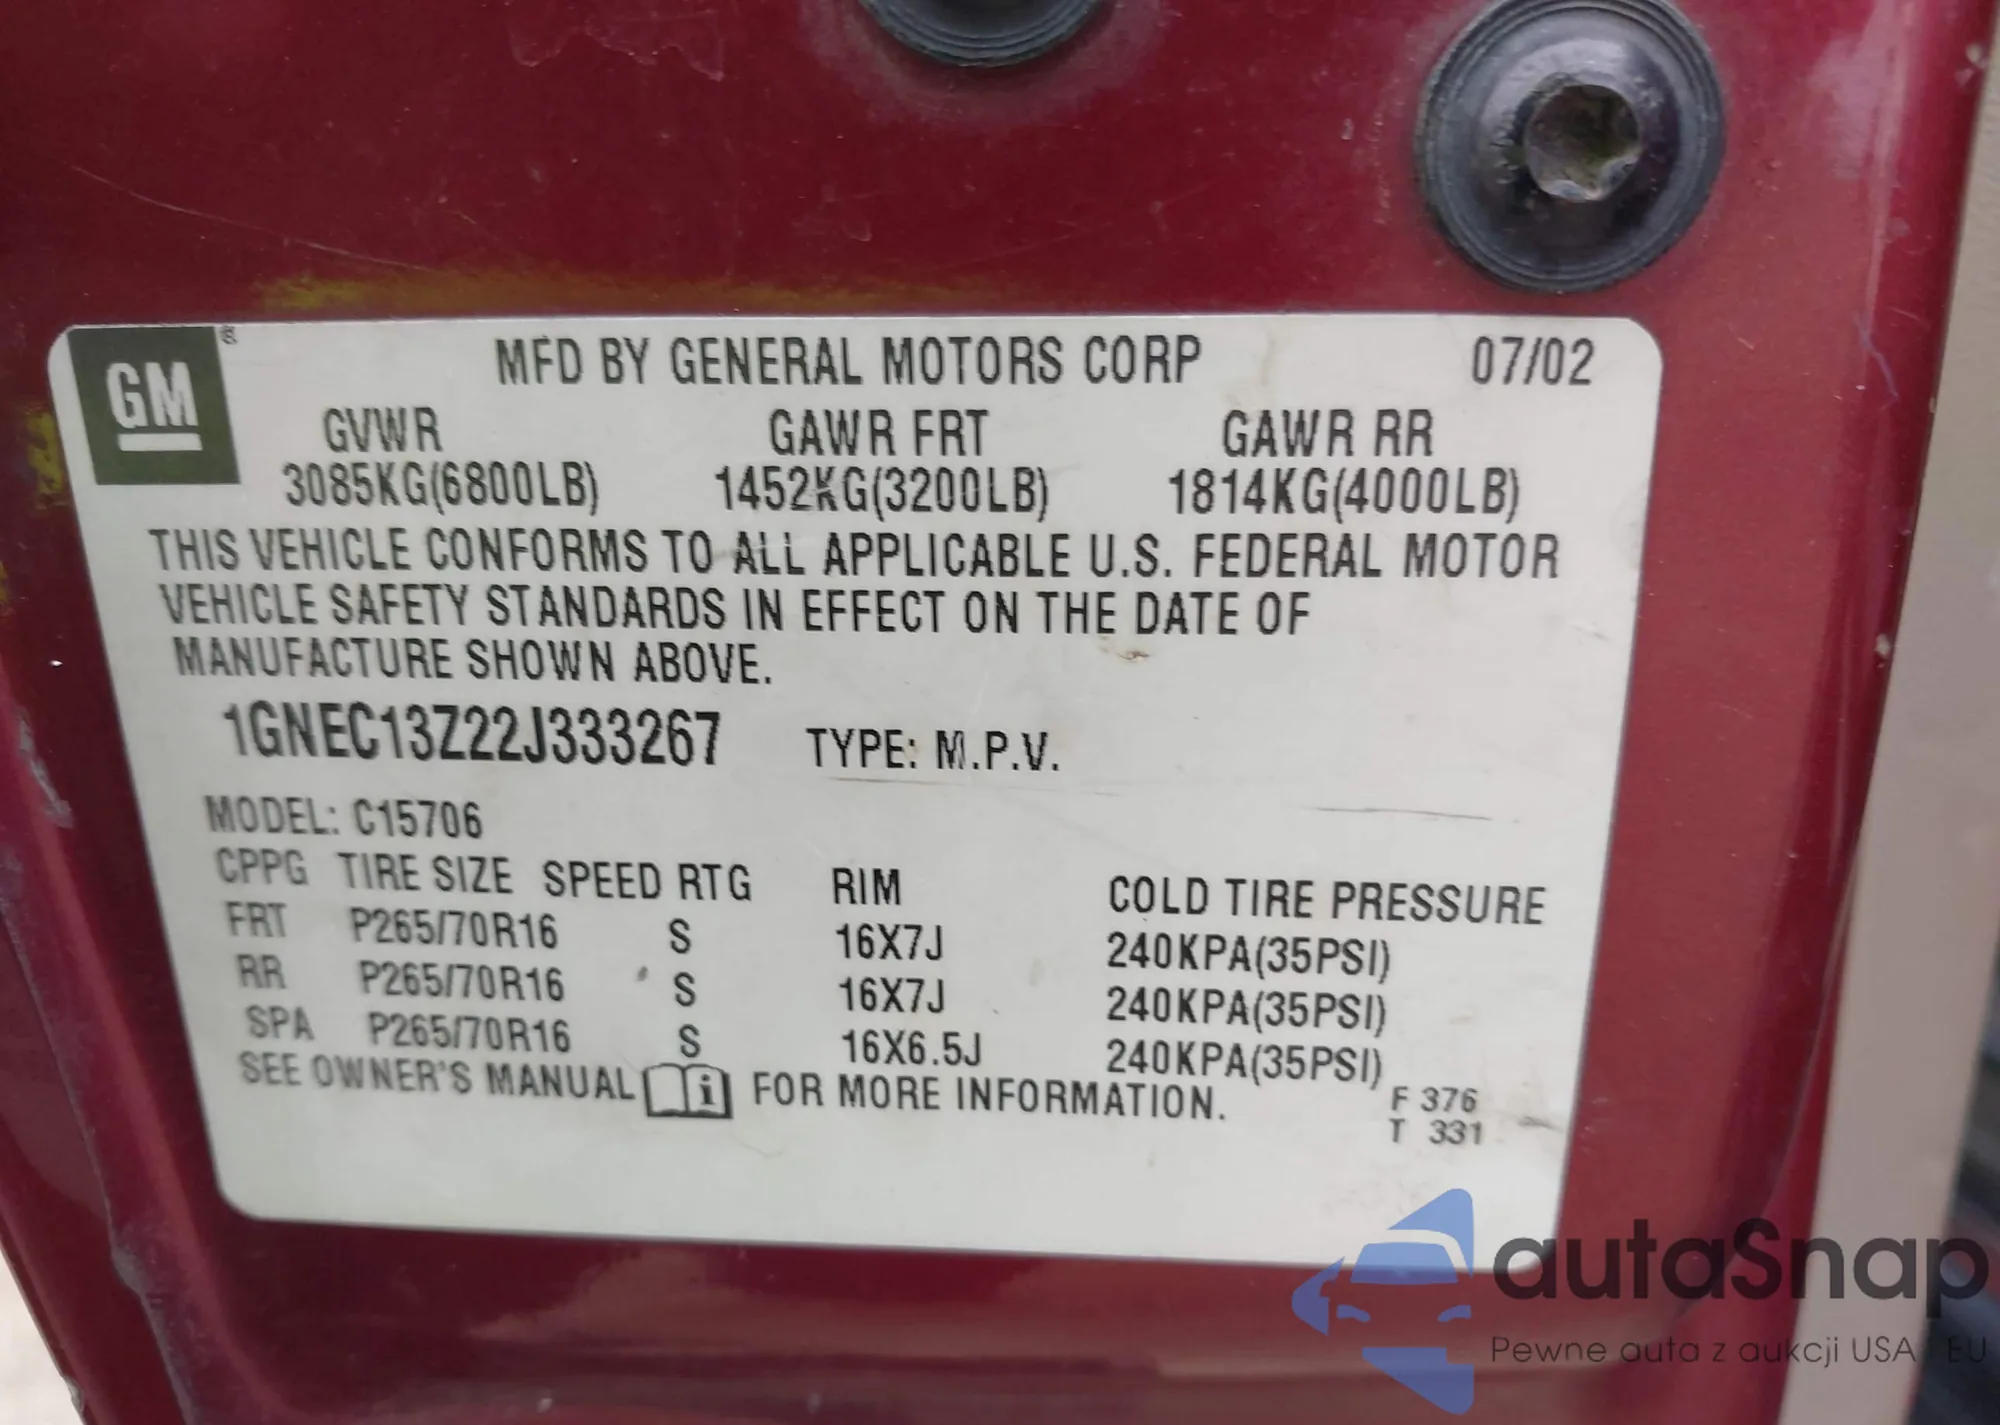 GM ®
MFD BY GENERAL MOTORS CORP 07/02
GVWR GAWR FRT GAWR RR
3085KG(6800LB) 1452KG(3200LB) 1814KG(4000LB)
THIS VEHICLE CONFORMS TO ALL APPLICABLE U.S. FEDERAL MOTOR
VEHICLE SAFETY STANDARDS IN EFFECT ON THE DATE OF
MANUFACTURE SHOWN ABOVE.
1GNEC13Z22J333267 TYPE: M.P.V.
MODEL: C15706
CPPG TIRE SIZE SPEED RTG RIM COLD TIRE PRESSURE
FRT P265/70R16 S 16X7J 240KPA(35PSI)
RR P265/70R16 S 16X7J 240KPA(35PSI)
SPA P265/70R16 S 16X6.5J 240KPA(35PSI)
SEE OWNER'S MANUAL i FOR MORE INFORMATION.
F 376
T 331
autaSnap
Pewne auta z aukcji USA i EU